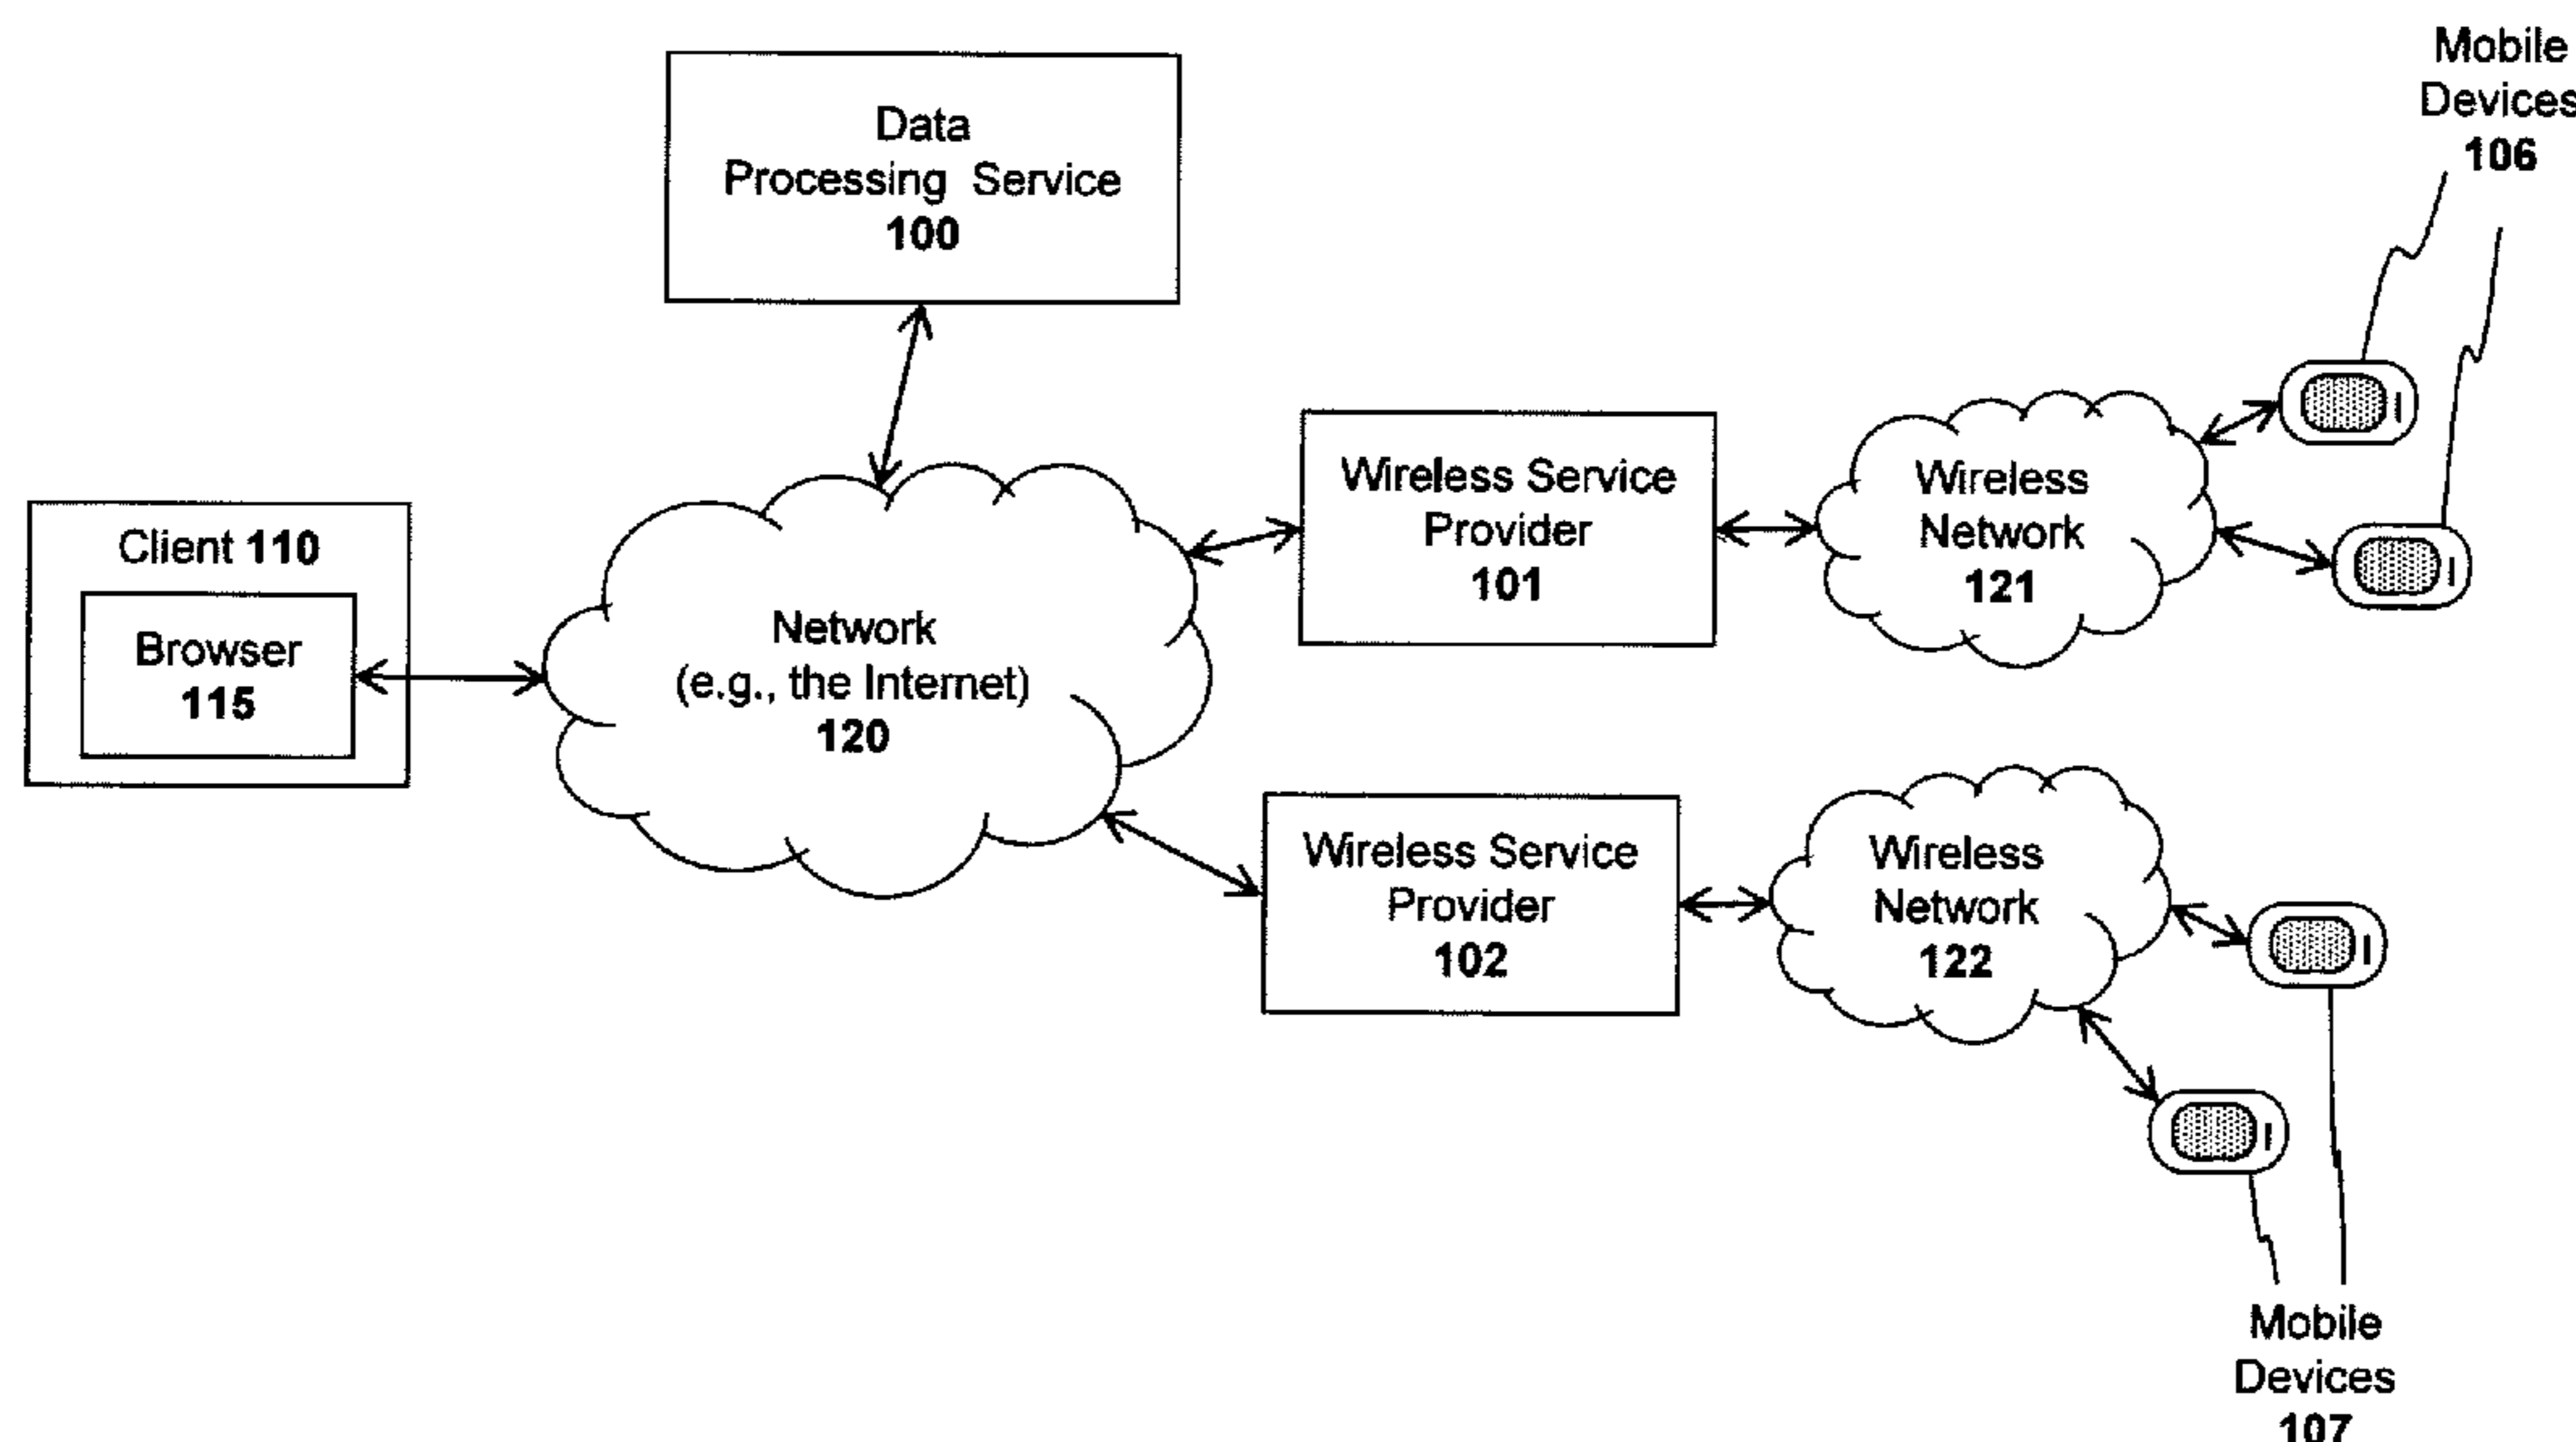 Mobile
Devices
106
Data
Processing Service
100
Wireless Service
Provider
101
Wireless
Network
121
Client 110
Browser
115
Network
(e.g., the Internet)
120
Wireless Service
Provider
102
Wireless
Network
122
Mobile
Devices
107